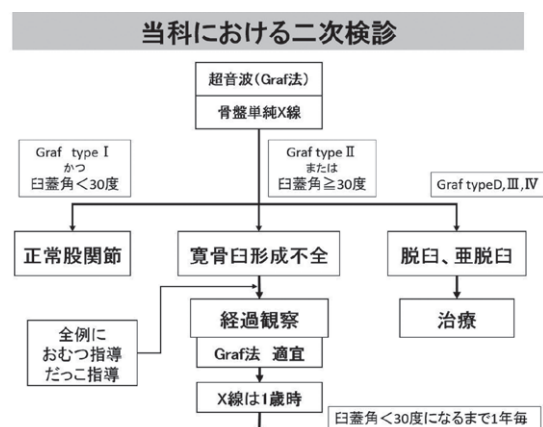 当科における二次検診
超音波(Graf法)
骨盤単純X線
Graf type Ⅰ
かつ
臼蓋角<30度
Graf type Ⅱ
または
臼蓋角≧30度
Graf typeD,Ⅲ,Ⅳ
正常股関節
寛骨臼形成不全
脱臼、亜脱臼
全例に
おむつ指導
だっこ指導
経過観察
Graf法 適宜
治療
X線は1歳時
臼蓋角<30度になるまで1年毎